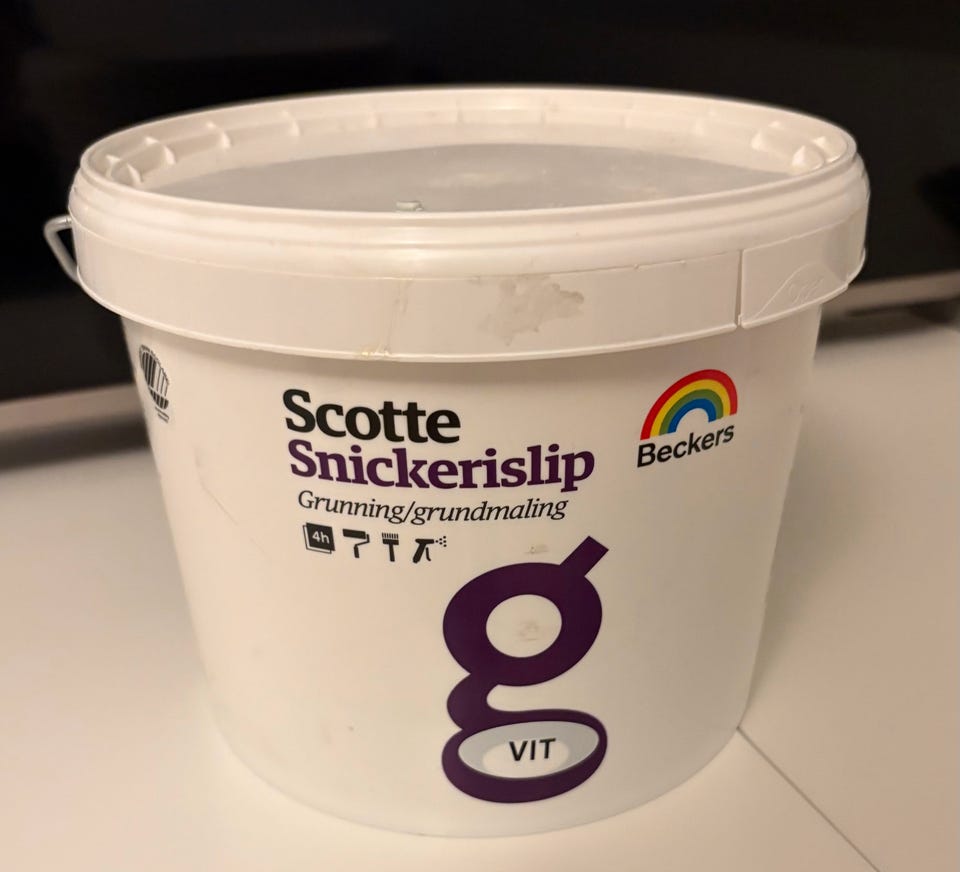 Scotte
Snickerislip
Grunning/grundmaling
4h
Beckers
g
VIT